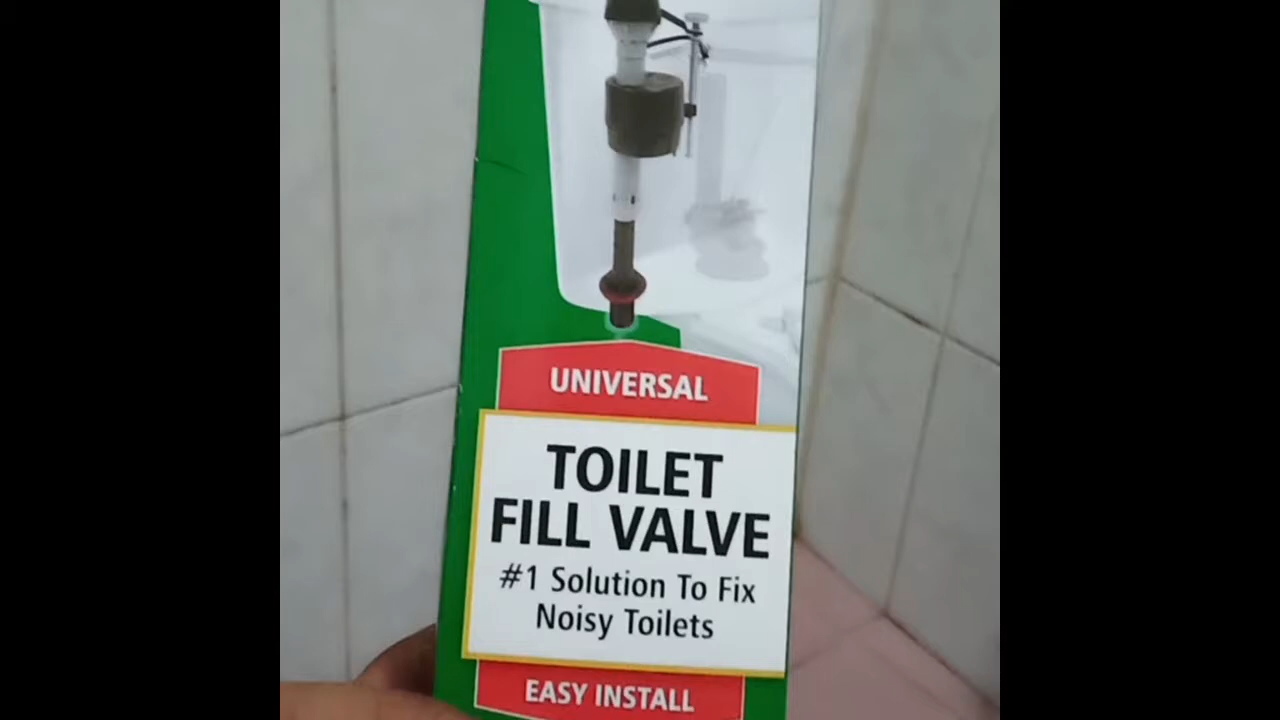 UNIVERSAL
TOILET
FILL VALVE
#1 Solution To Fix
Noisy Toilets
EASY INSTALL